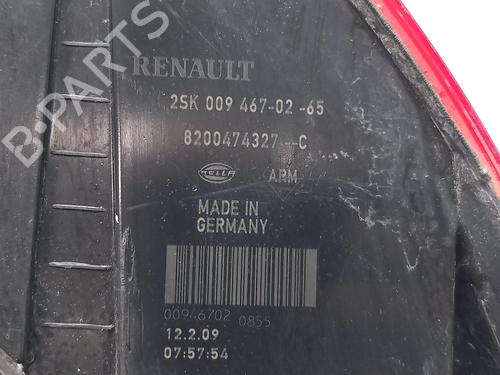 B-PARTS
RENAULT
2SK 009 467-02 -65
8200474327--C
HELLA ARM
MADE IN
GERMANY
00946702 0855
12.2.09
07:57:54